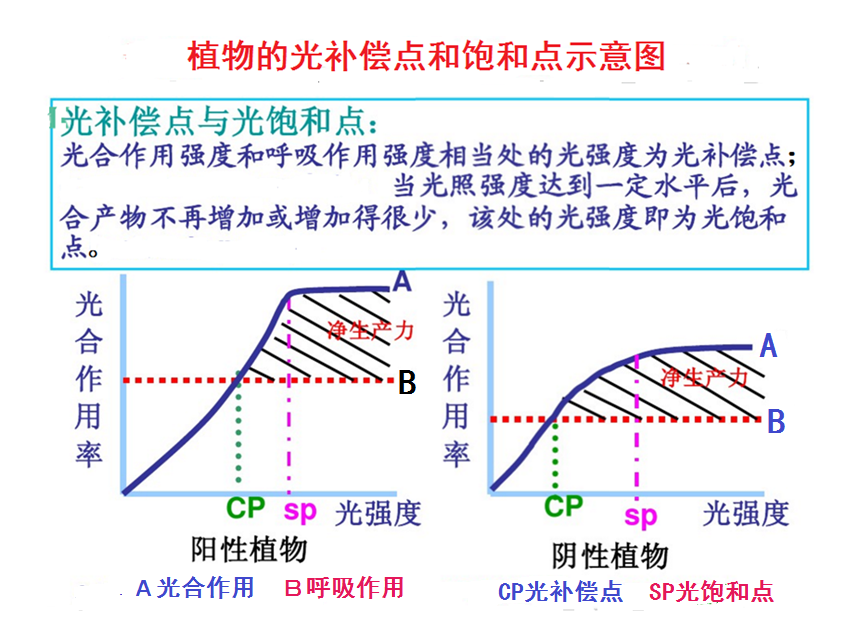 植物的光补偿点和饱和点示意图
光补偿点与光饱和点：
光合作用强度和呼吸作用强度相当处的光强度为光补偿点；
当光照强度达到一定水平后，光
合产物不再增加或增加得很少，该处的光强度即为光饱和
点。
光合作用率
A
净生产力
B
CP
sp
光强度
阳性植物
光合作用率
A
净生产力
B
CP
sp
光强度
阴性植物
A光合作用 B呼吸作用
CP光补偿点 SP光饱和点